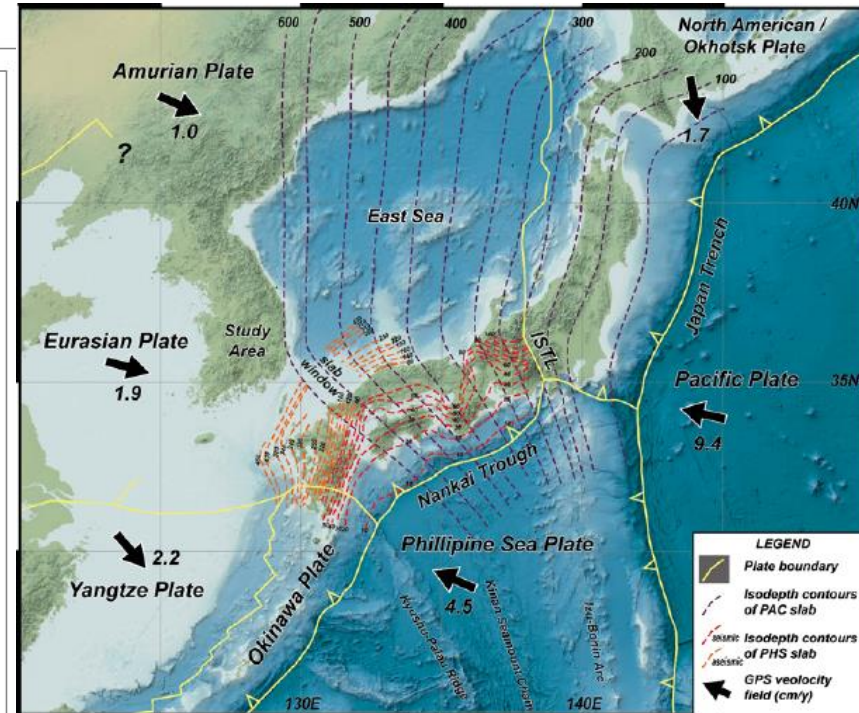 600
500
400
300
200
100
North American /
Okhotsk Plate
1.7
Amurian Plate
1.0
?
East Sea
40N
Japan Trench
Eurasian Plate
1.9
Study
Area
slab
window
ISTL
Pacific Plate
9.4
35N
Nankai Trough
2.2
Yangtze Plate
Okinawa Plate
Phillipine Sea Plate
4.5
Kyushu-Palau Ridge
Kinan Seamount Chain
Izu-Bonin Arc
130E
140E
LEGEND
Plate boundary
Isodepth contours
of PAC slab
seismic
aseismic
Isodepth contours
of PHS slab
GPS veolocity
field (cm/y)